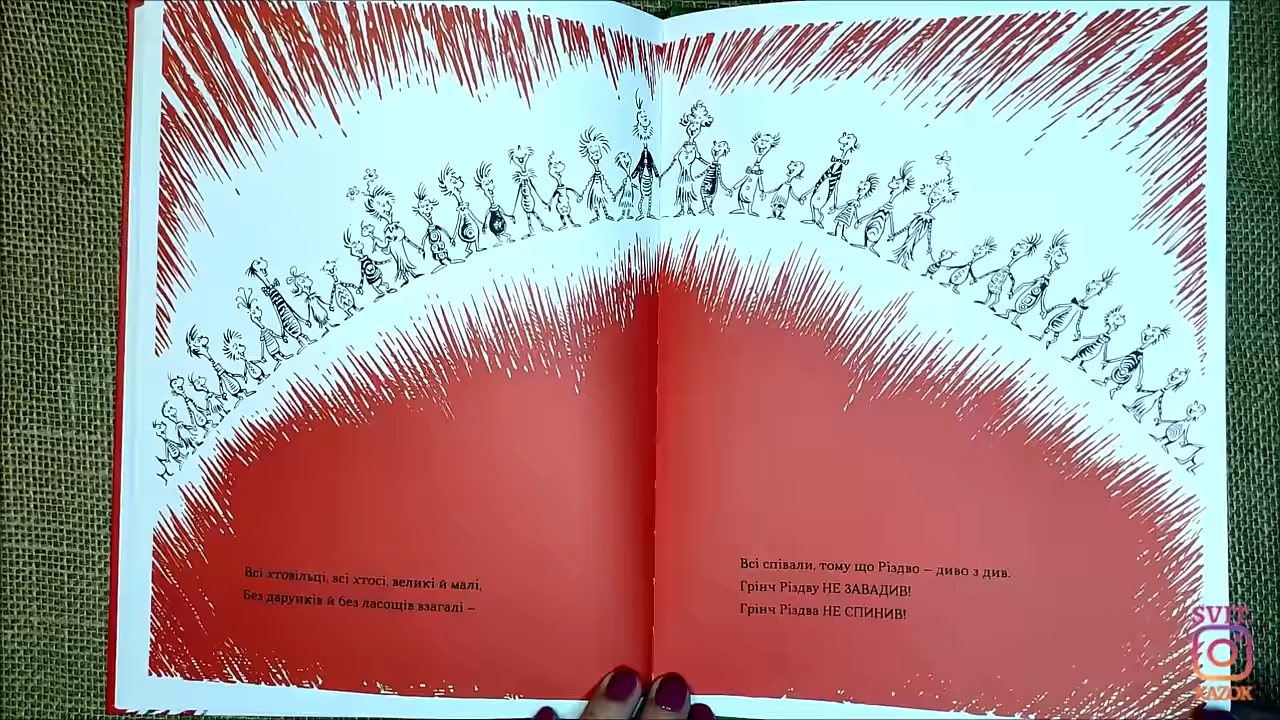 Всі хтовільці, всі хтосі, великі й малі,
Без дарунків й без ласощів взагалі –
Всі співали, тому що Різдво – диво з див.
Грінч Різдву НЕ ЗАВАДИВ!
Грінч Різдва НЕ СПИНИВ!
SVIT
KAZOK